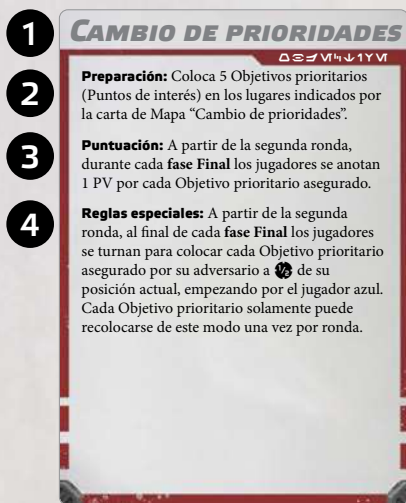 1
CAMBIO DE PRIORIDADES
2
Preparación: Coloca 5 Objetivos prioritarios
(Puntos de interés) en los lugares indicados por
la carta de Mapa “Cambio de prioridades”.
3
Puntuación: A partir de la segunda ronda,
durante cada fase Final los jugadores se anotan
1 PV por cada Objetivo prioritario asegurado.
4
Reglas especiales: A partir de la segunda
ronda, al final de cada fase Final los jugadores
se turnan para colocar cada Objetivo prioritario
asegurado por su adversario a de su
posición actual, empezando por el jugador azul.
Cada Objetivo prioritario solamente puede
recolocarse de este modo una vez por ronda.